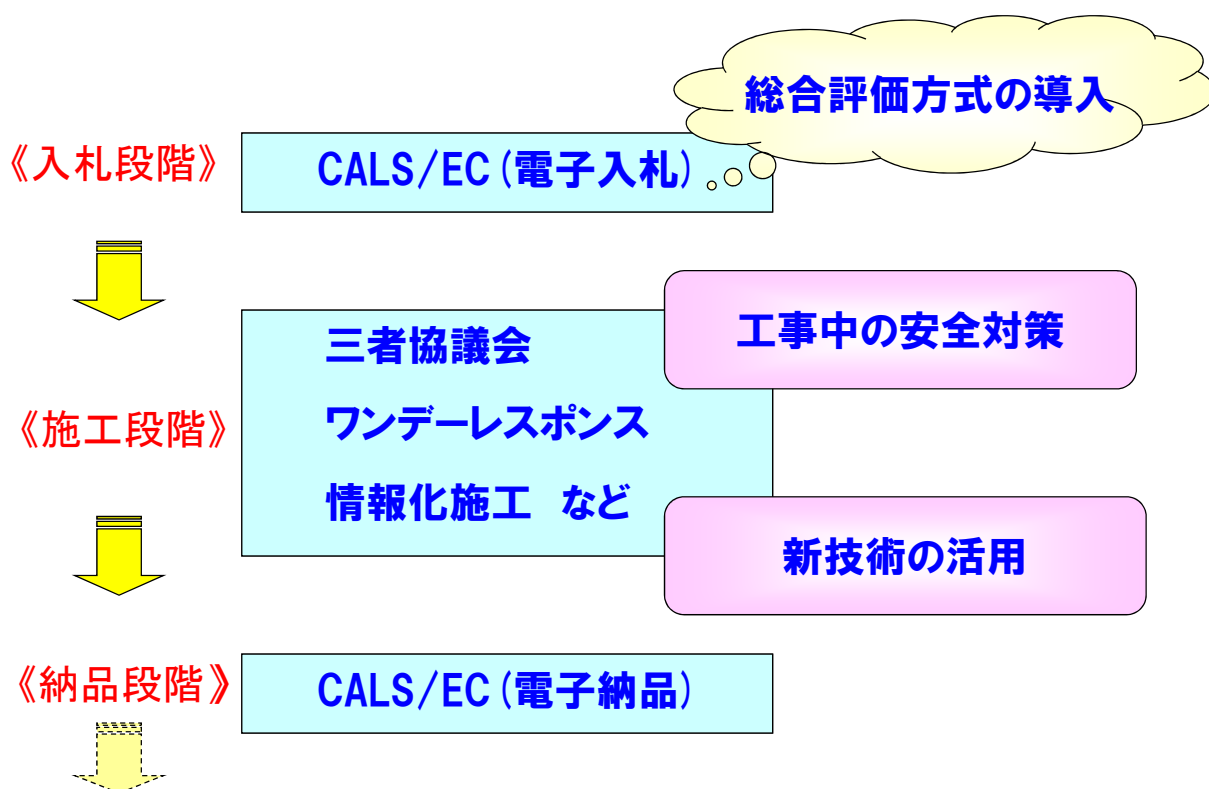 総合評価方式の導入
《入札段階》
CALS/EC(電子入札)
工事中の安全対策
三者協議会
《施工段階》
ワンデーレスポンス
情報化施工　など
新技術の活用
《納品段階》
CALS/EC(電子納品)